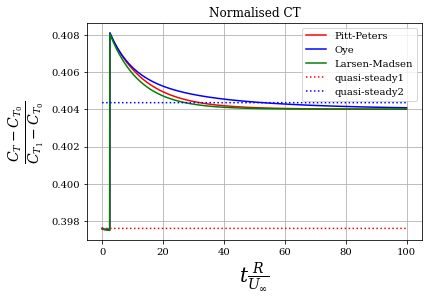 Normalised CT
0.408
0.406
0.404
0.402
0.400
0.398
0
20
40
60
80
100
Pitt-Peters
Oye
Larsen-Madsen
quasi-steady1
quasi-steady2
$\frac{C_T - C_{T_0}}{C_{T_1} - C_{T_0}}$
$t\frac{R}{U_\infty}$